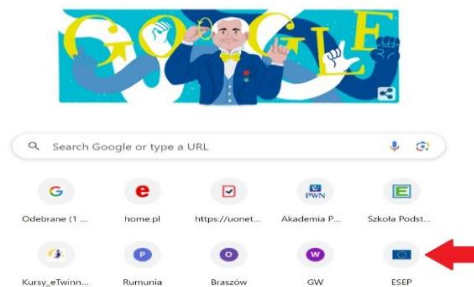 GOOGLE
Search Google or type a URL
G e PWN E
Odebrane (1 ... home.pl https://uonet... Akademia P... Szkoła Podst...
P O W
Kursy_eTwinn... Rumunia Braszów GW ESEP